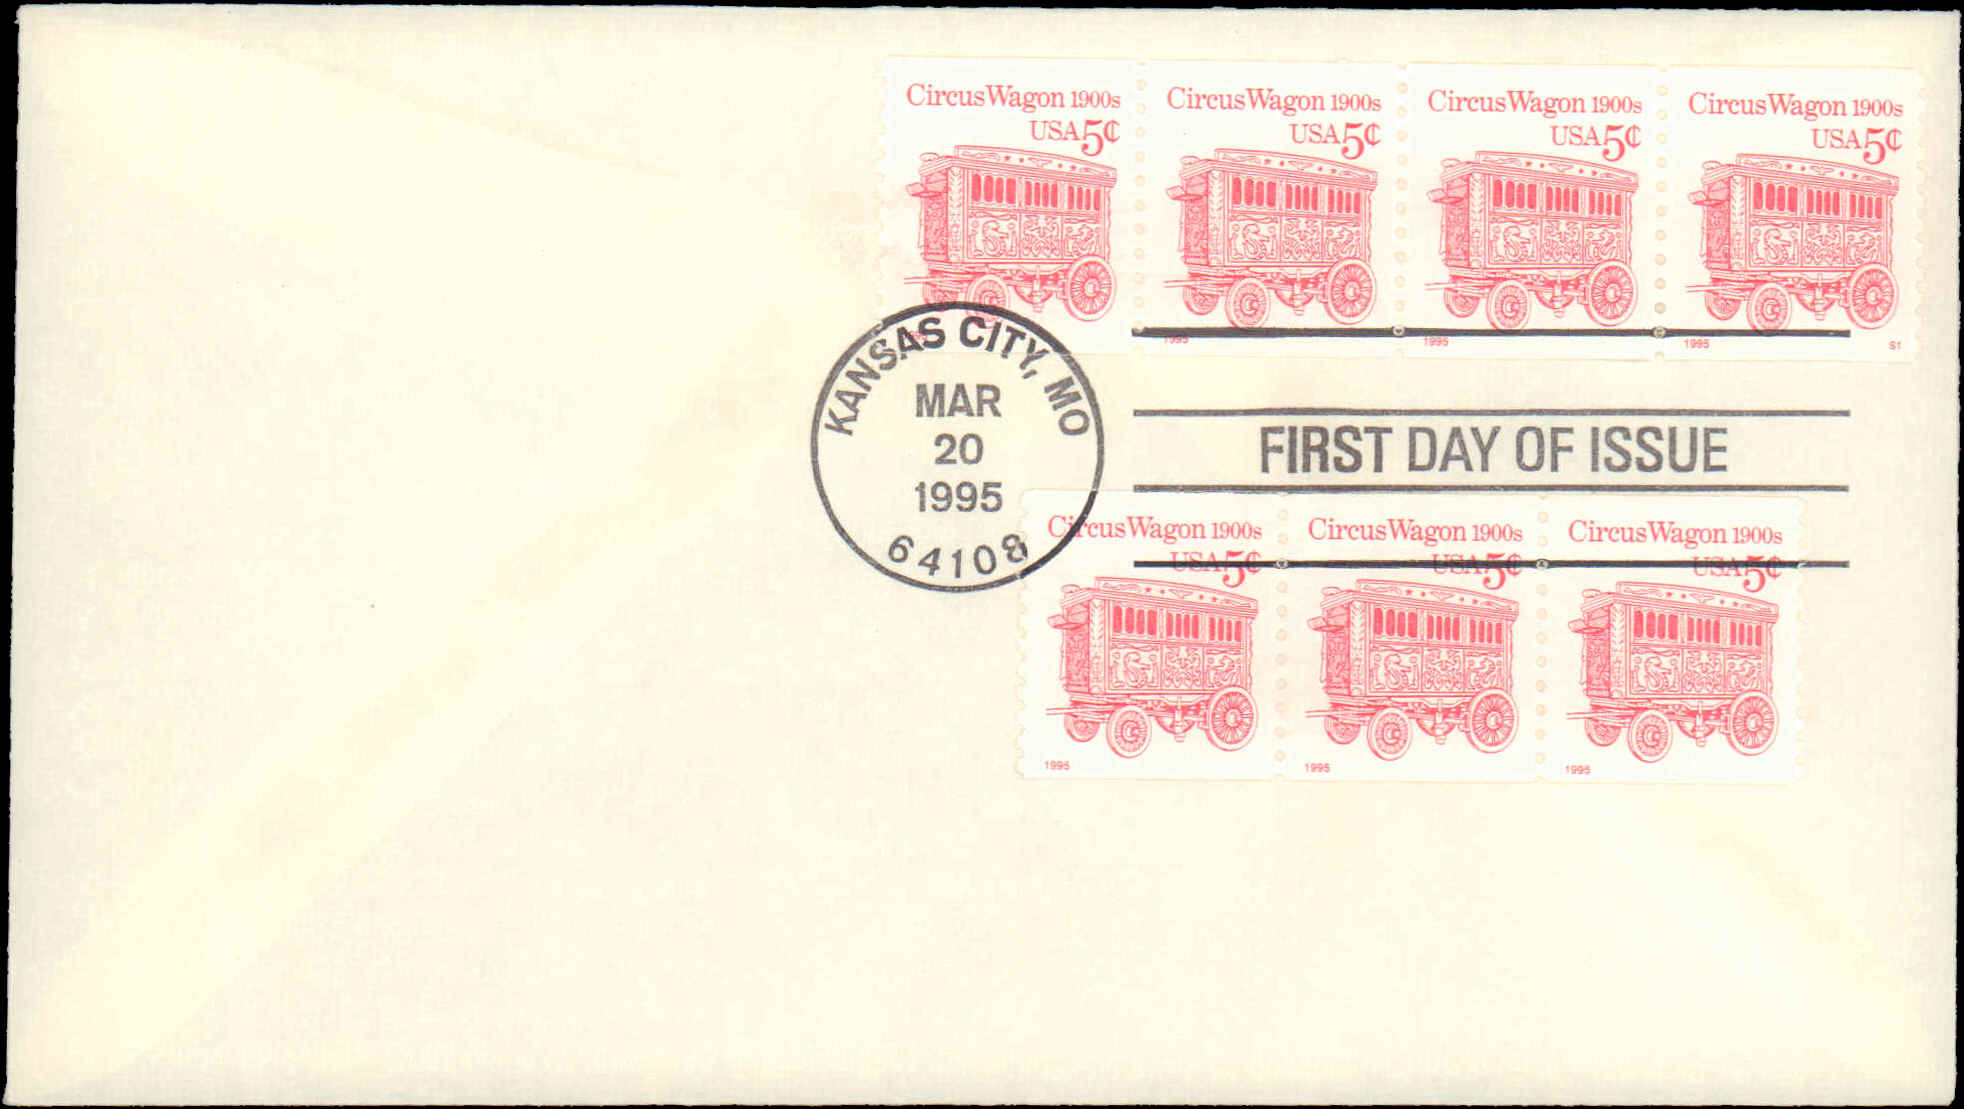 Circus Wagon 1900s
USA 5¢
1995
Circus Wagon 1900s
USA 5¢
1995
Circus Wagon 1900s
USA 5¢
1995
Circus Wagon 1900s
USA 5¢
1995 S1
KANSAS CITY, MO
MAR
20
1995
64108
FIRST DAY OF ISSUE
Circus Wagon 1900s
USA 5¢
1995
Circus Wagon 1900s
USA 5¢
1995
Circus Wagon 1900s
USA 5¢
1995